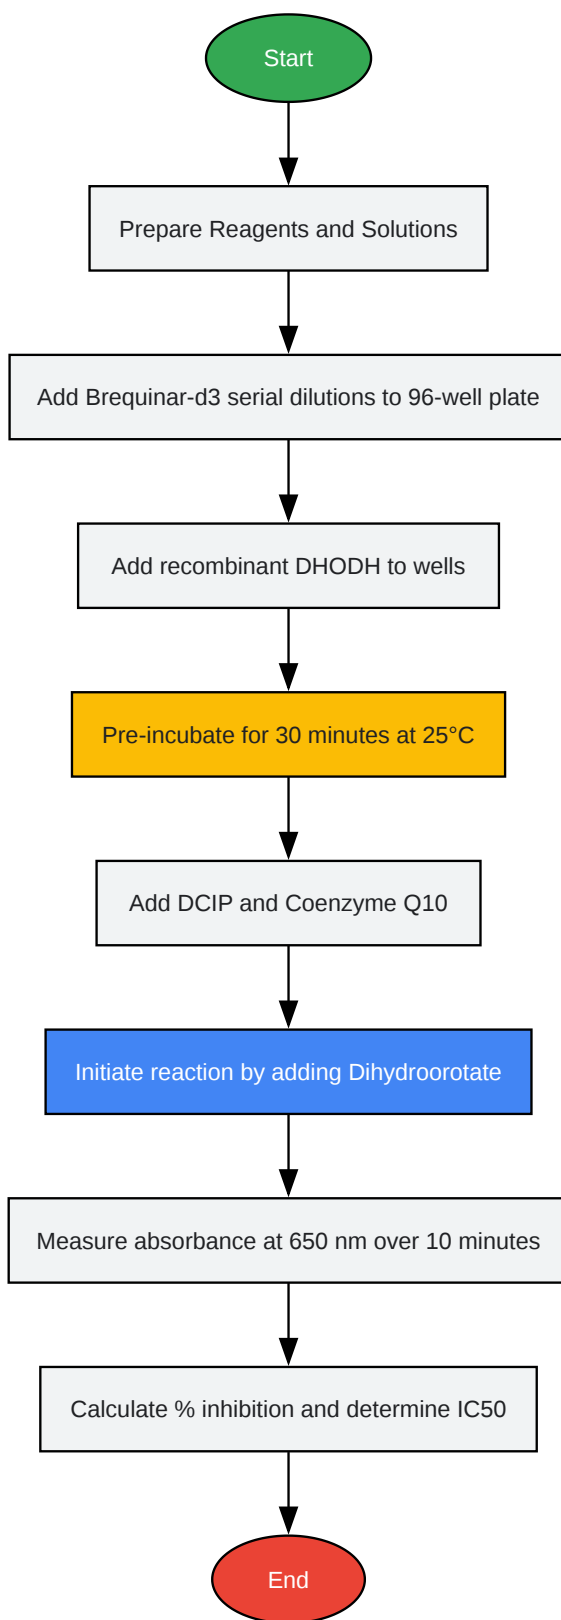 Start
Prepare Reagents and Solutions
Add Brequinar-d3 serial dilutions to 96-well plate
Add recombinant DHODH to wells
Pre-incubate for 30 minutes at 25°C
Add DCIP and Coenzyme Q10
Initiate reaction by adding Dihydroorotate
Measure absorbance at 650 nm over 10 minutes
Calculate % inhibition and determine IC50
End